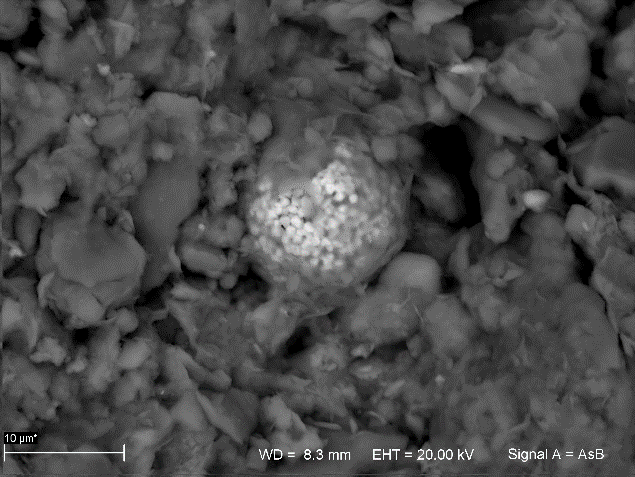 10 µm*
WD = 8.3 mm EHT = 20.00 kV Signal A = AsB